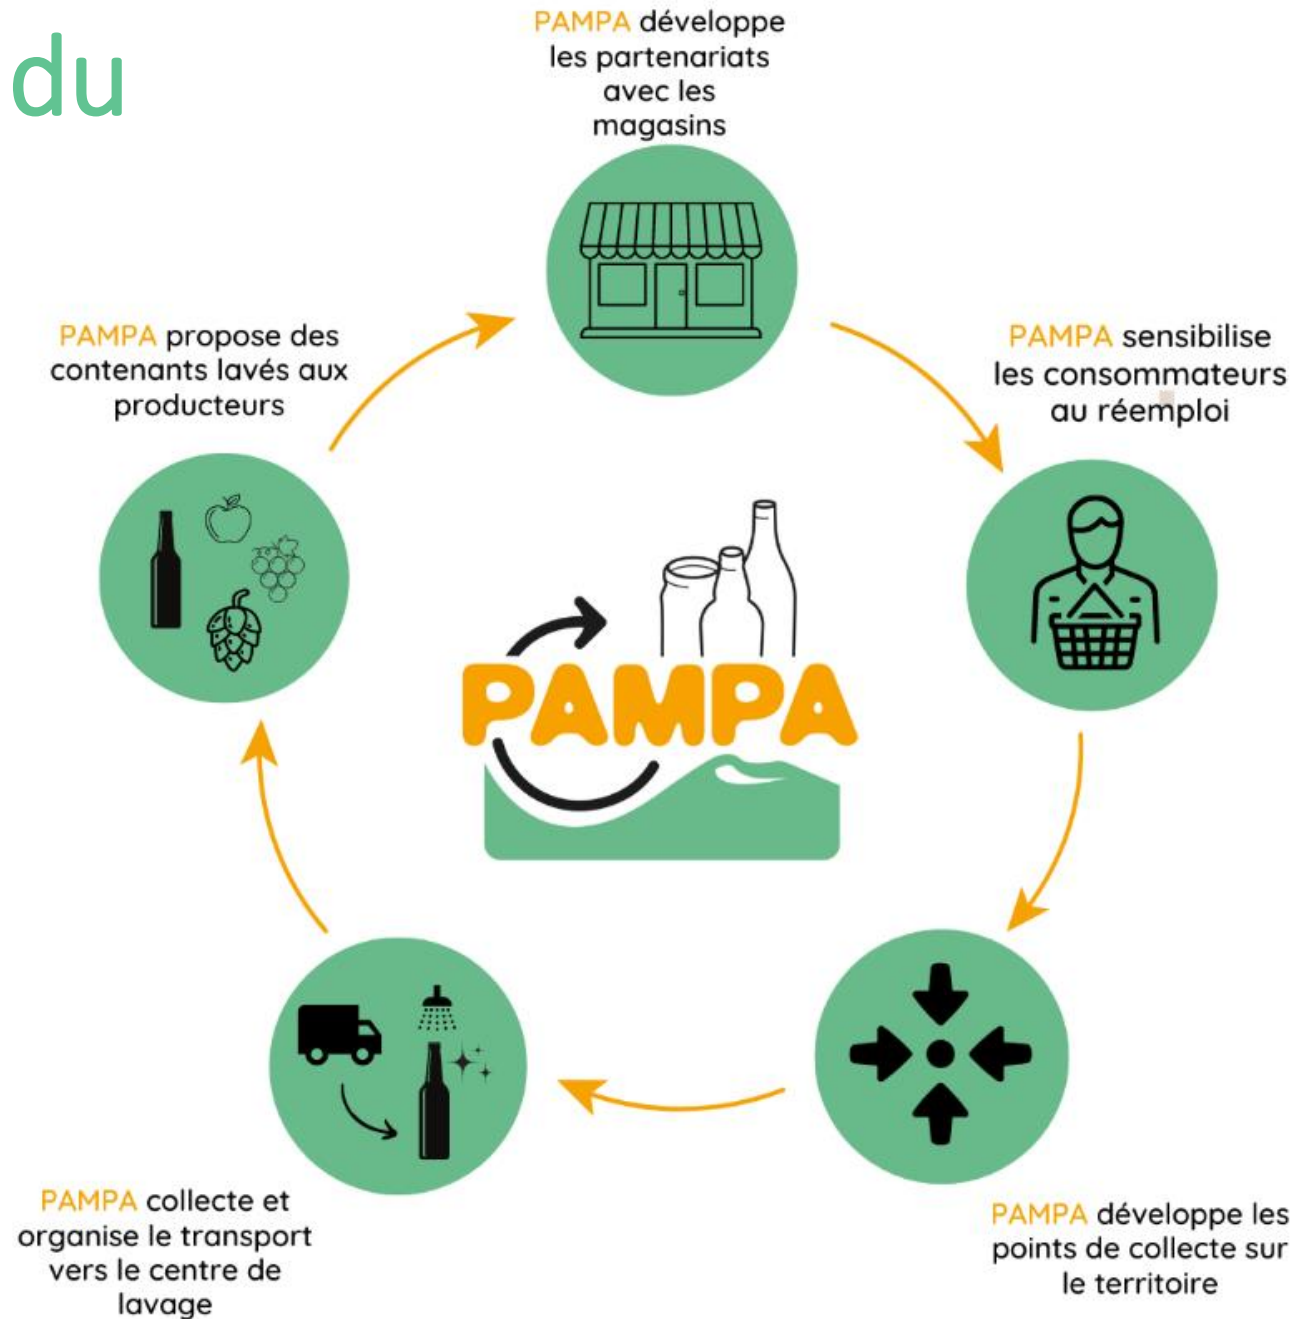 du
PAMPA développe
les partenariats
avec les
magasins
PAMPA propose des
contenants lavés aux
producteurs
PAMPA sensibilise
les consommateurs
au réemploi
PAMPA
PAMPA collecte et
organise le transport
vers le centre de
lavage
PAMPA développe les
points de collecte sur
le territoire